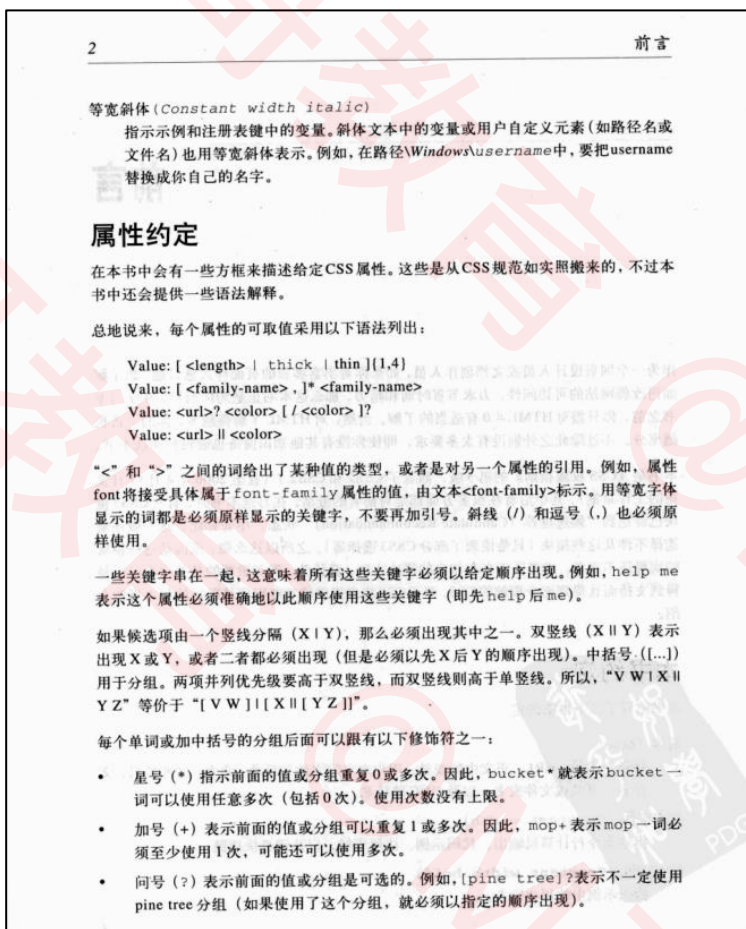 2
前言
等宽斜体(Constant width italic)
指示示例和注册表键中的变量。斜体文本中的变量或用户自定义元素(如路径名或
文件名)也用等宽斜体表示。例如,在路径\Windows\username中,要把username
替换成你自己的名字。
属性约定
在本书中会有一些方框来描述给定CSS属性。这些是从CSS规范如实照搬来的,不过本
书中还会提供一些语法解释。
总地说来,每个属性的可取值采用以下语法列出:
Value: [ <length> | thick | thin ]{1,4}
Value: [ <family-name> , ]* <family-name>
Value: <url>? <color> [ / <color> ]?
Value: <url> || <color>
“<” 和 “>” 之间的词给出了某种值的类型,或者是对另一个属性的引用。例如,属性
font将接受具体属于font-family属性的值,由文本<font-family>标示。用等宽字体
显示的词都是必须原样显示的关键字,不要再加引号。斜线 (/) 和逗号 (,) 也必须原
样使用。
一些关键字串在一起,这意味着所有这些关键字必须以给定顺序出现。例如,help me
表示这个属性必须准确地以此顺序使用这些关键字(即先help后me)。
如果候选项由一个竖线分隔 (X | Y),那么必须出现其中之一。双竖线 (X || Y) 表示
出现X或Y,或者二者都必须出现(但是必须以先X后Y的顺序出现)。中括号 ([...])
用于分组。两项并列优先级要高于双竖线,而双竖线则高于单竖线。所以,“V W | X ||
Y Z” 等价于 “[ V W ] | [ X || [ Y Z ]]”。
每个单词或加中括号的分组后面可以跟有以下修饰符之一:
• 星号 (*) 指示前面的值或分组重复0或多次。因此,bucket*就表示bucket一
词可以使用任意多次(包括0次)。使用次数没有上限。
• 加号 (+) 表示前面的值或分组可以重复1或多次。因此,mop+表示mop一词必
须至少使用1次,可能还可以使用多次。
• 问号 (?) 表示前面的值或分组是可选的。例如,[pine tree]?表示不一定使用
pine tree分组(如果使用了这个分组,就必须以指定的顺序出现)。
PDG